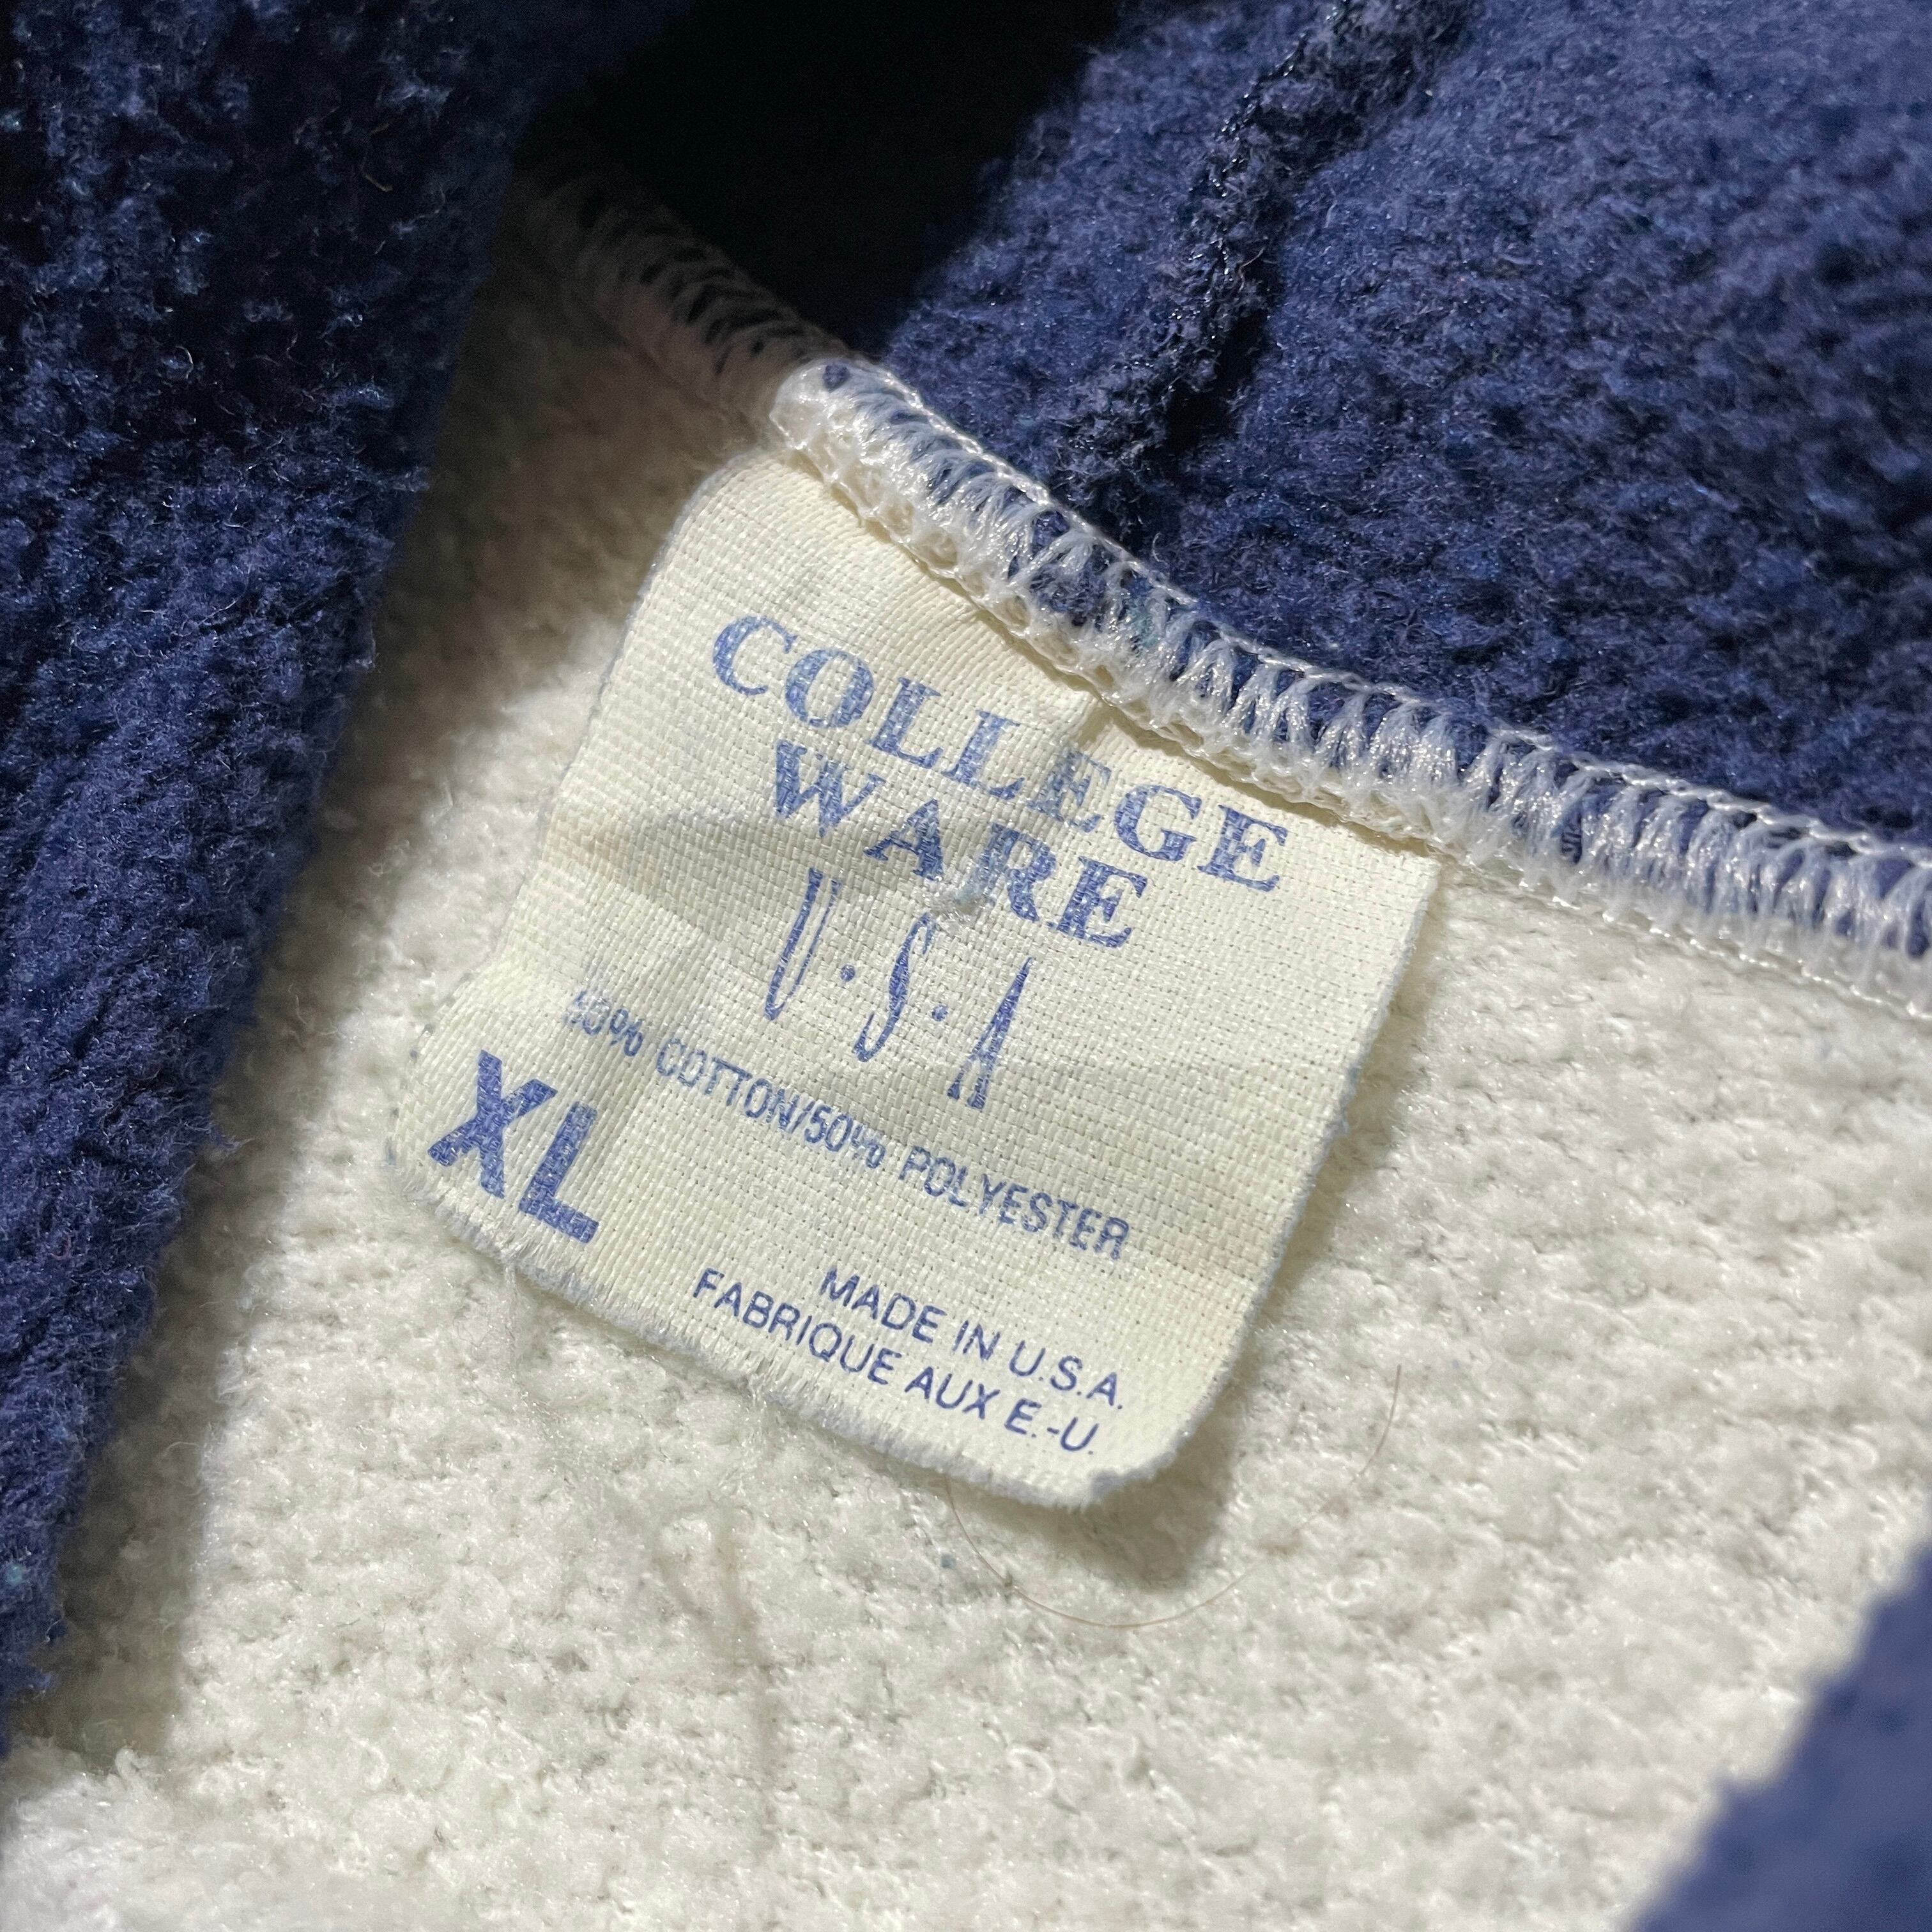 COLLEGE
WARE
U·S·A
50% COTTON/50% POLYESTER
XL
MADE IN U.S.A.
FABRIQUE AUX E.-U.